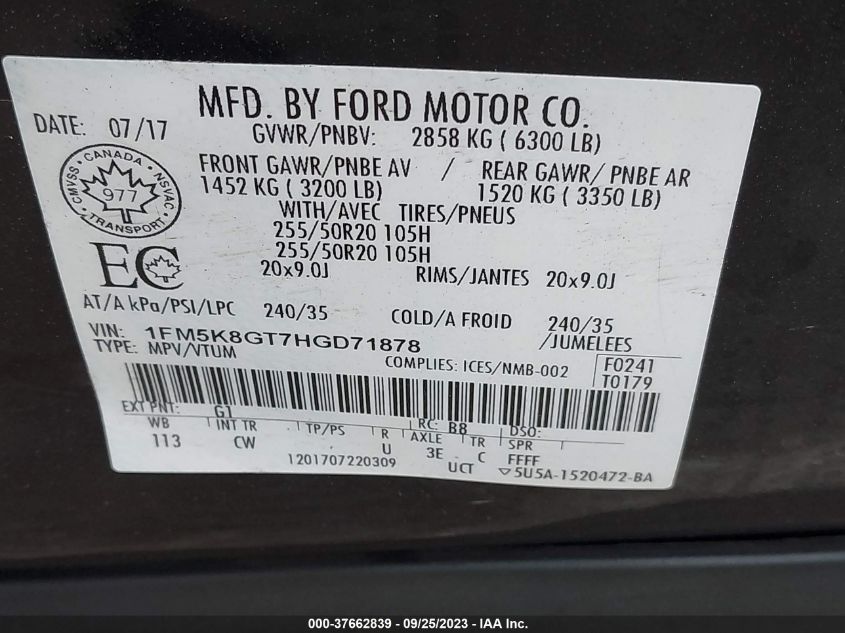 MFD. BY FORD MOTOR CO.
DATE: 07/17
GVWR/PNBV: 2858 KG ( 6300 LB)
FRONT GAWR/PNBE AV / REAR GAWR/ PNBE AR
1452 KG ( 3200 LB) 1520 KG ( 3350 LB)
CANADA
CMVSS 977 NSVAC
TRANSPORT
WITH/AVEC TIRES/PNEUS
255/50R20 105H
255/50R20 105H
EC
20x9.0J RIMS/JANTES 20x9.0J
AT/A kPa/PSI/LPC 240/35 COLD/A FROID 240/35
VIN: 1FM5K8GT7HGD71878 /JUMELEES
TYPE: MPV/VTUM COMPLIES: ICES/NMB-002 F0241
T0179
EXT PNT: G1 RC: B8 DSO:
WB INT TR TP/PS R AXLE TR SPR
113 CW U 3E C FFFF
1201707220309 UCT 5U5A-1520472-BA
000-37662839 - 09/25/2023 - IAA Inc.